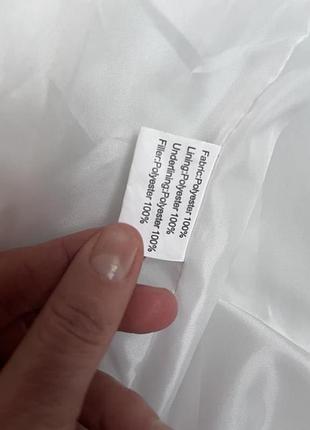 Fabric:Polyester 100%
Lining:Polyester 100%
Underlining:Polyester 100%
Filler:Polyester 100%